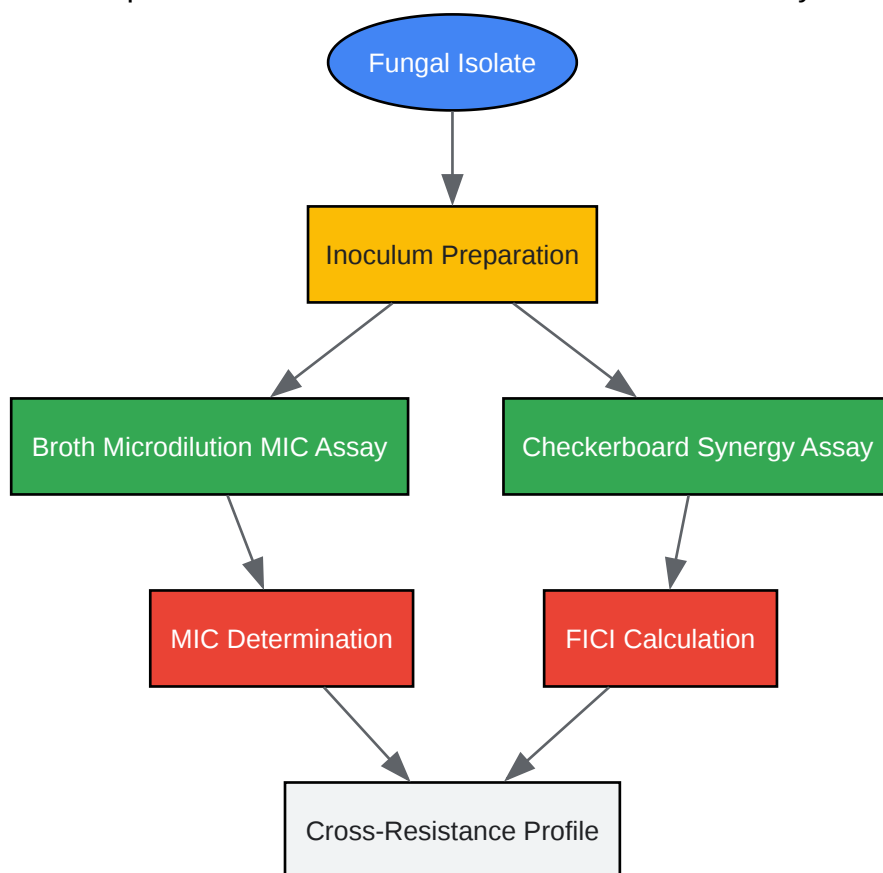 Fungal Isolate
Inoculum Preparation
Broth Microdilution MIC Assay
Checkerboard Synergy Assay
MIC Determination
FICI Calculation
Cross-Resistance Profile